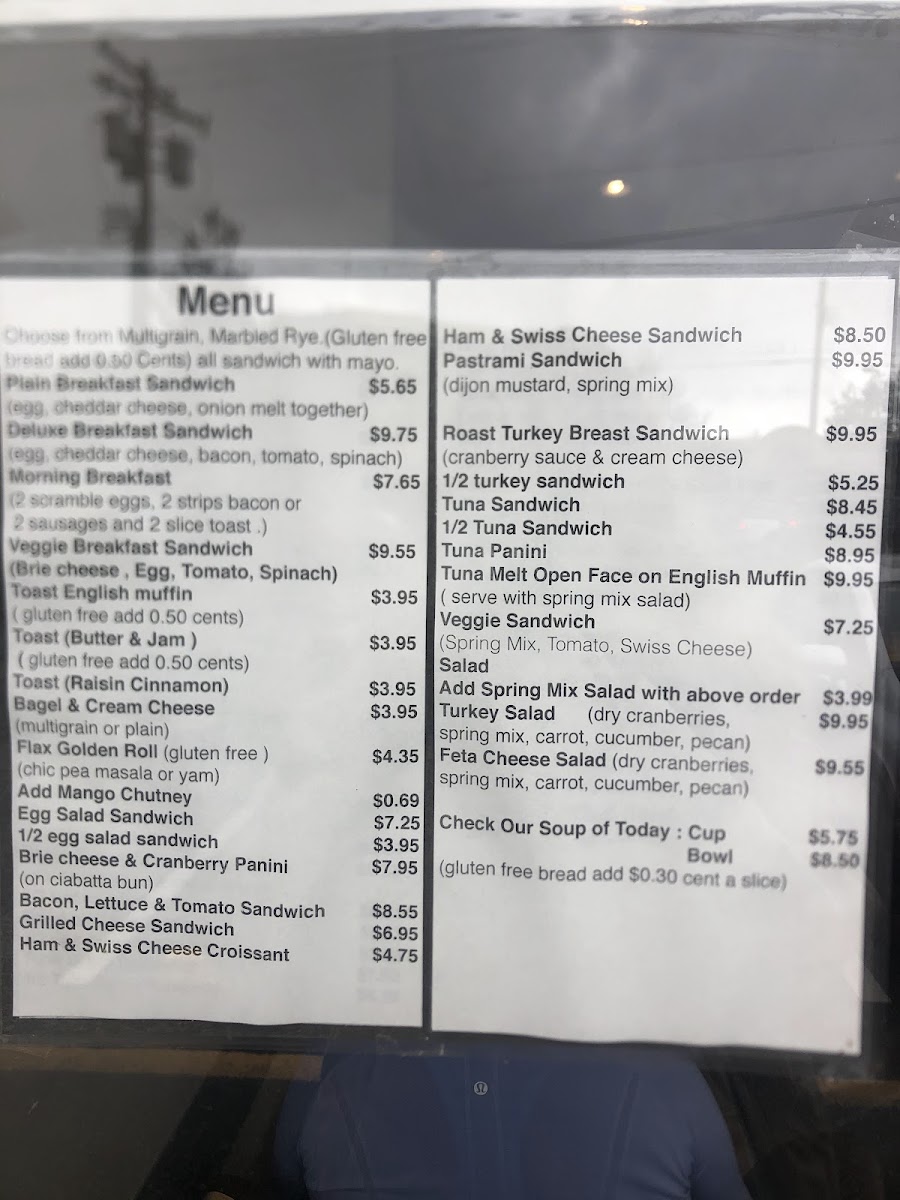 Menu
Choose from Multigrain, Marbled Rye.(Gluten free
bread add 0.50 Cents) all sandwich with mayo.
Plain Breakfast Sandwich $5.65
(egg, cheddar cheese, onion melt together)
Deluxe Breakfast Sandwich $9.75
(egg, cheddar cheese, bacon, tomato, spinach)
Morning Breakfast $7.65
(2 scramble eggs, 2 strips bacon or
2 sausages and 2 slice toast .)
Veggie Breakfast Sandwich $9.55
(Brie cheese , Egg, Tomato, Spinach)
Toast English muffin $3.95
( gluten free add 0.50 cents)
Toast (Butter & Jam ) $3.95
( gluten free add 0.50 cents)
Toast (Raisin Cinnamon) $3.95
Bagel & Cream Cheese $3.95
(multigrain or plain)
Flax Golden Roll (gluten free ) $4.35
(chic pea masala or yam)
Add Mango Chutney $0.69
Egg Salad Sandwich $7.25
1/2 egg salad sandwich $3.95
Brie cheese & Cranberry Panini $7.95
(on ciabatta bun)
Bacon, Lettuce & Tomato Sandwich $8.55
Grilled Cheese Sandwich $6.95
Ham & Swiss Cheese Croissant $4.75
Ham & Swiss Cheese Sandwich $8.50
Pastrami Sandwich $9.95
(dijon mustard, spring mix)
Roast Turkey Breast Sandwich $9.95
(cranberry sauce & cream cheese)
1/2 turkey sandwich $5.25
Tuna Sandwich $8.45
1/2 Tuna Sandwich $4.55
Tuna Panini $8.95
Tuna Melt Open Face on English Muffin $9.95
( serve with spring mix salad)
Veggie Sandwich $7.25
(Spring Mix, Tomato, Swiss Cheese)
Salad
Add Spring Mix Salad with above order $3.99
Turkey Salad (dry cranberries, $9.95
spring mix, carrot, cucumber, pecan)
Feta Cheese Salad (dry cranberries, $9.55
spring mix, carrot, cucumber, pecan)
Check Our Soup of Today : Cup $5.75
Bowl $8.50
(gluten free bread add $0.30 cent a slice)